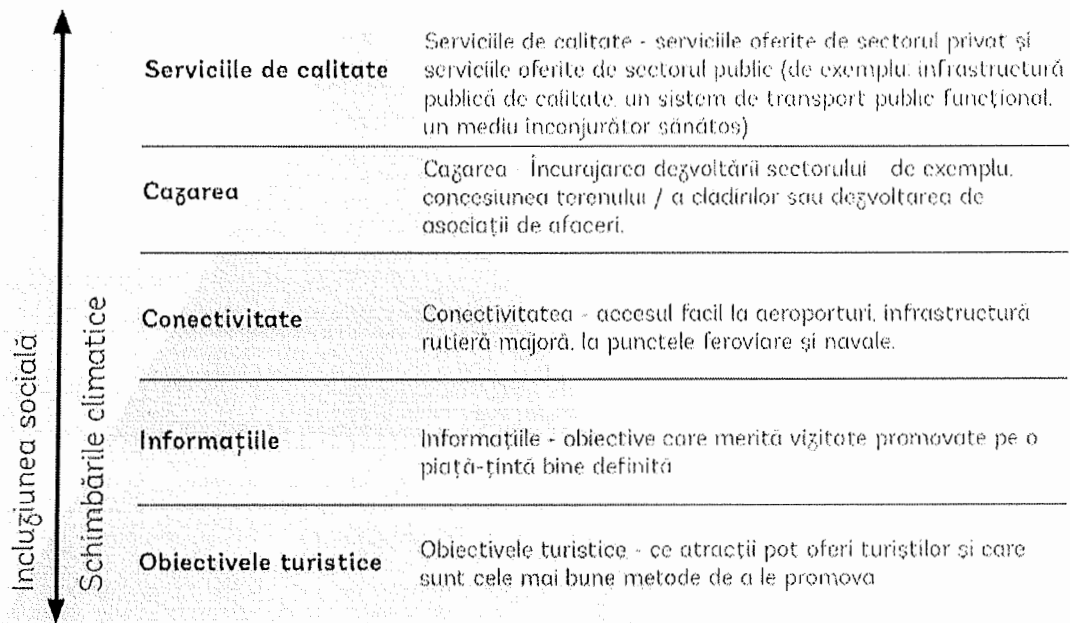 Serviciile de calitate
Serviciile de calitate - serviciile oferite de sectorul privat și
serviciile oferite de sectorul public (de exemplu: infrastructură
publică de calitate, un sistem de transport public funcțional,
un mediu înconjurător sănătos)
Cazarea
Cazarea - Încurajarea dezvoltării sectorului - de exemplu,
concesiunea terenului / a cladirilor sau dezvoltarea de
asociații de afaceri.
Conectivitate
Conectivitatea - accesul facil la aeroporturi, infrastructură
rutieră majoră, la punctele feroviare și navale.
Informațiile
Informațiile - obiective care merită vizitate promovate pe o
piață-țintă bine definită
Obiectivele turistice
Obiectivele turistice - ce atracții pot oferi turiștilor și care
sunt cele mai bune metode de a le promova
Incluziunea socială
Schimbările climatice